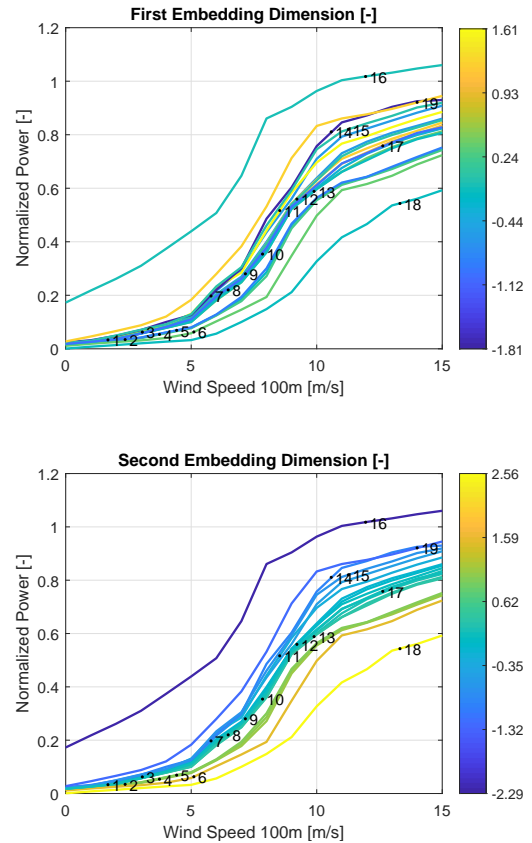 First Embedding Dimension [-]
1.2
1
0.8
0.6
0.4
0.2
0
Normalized Power [-]
0 5 10 15
Wind Speed 100m [m/s]
1 2 3 4 5 6 7 8 9 10 11 12 13 14 15 16 17 18 19
1.61
0.93
0.24
-0.44
-1.12
-1.81
Second Embedding Dimension [-]
1.2
1
0.8
0.6
0.4
0.2
0
Normalized Power [-]
0 5 10 15
Wind Speed 100m [m/s]
1 2 3 4 5 6 7 8 9 10 11 12 13 14 15 16 17 18 19
2.56
1.59
0.62
-0.35
-1.32
-2.29